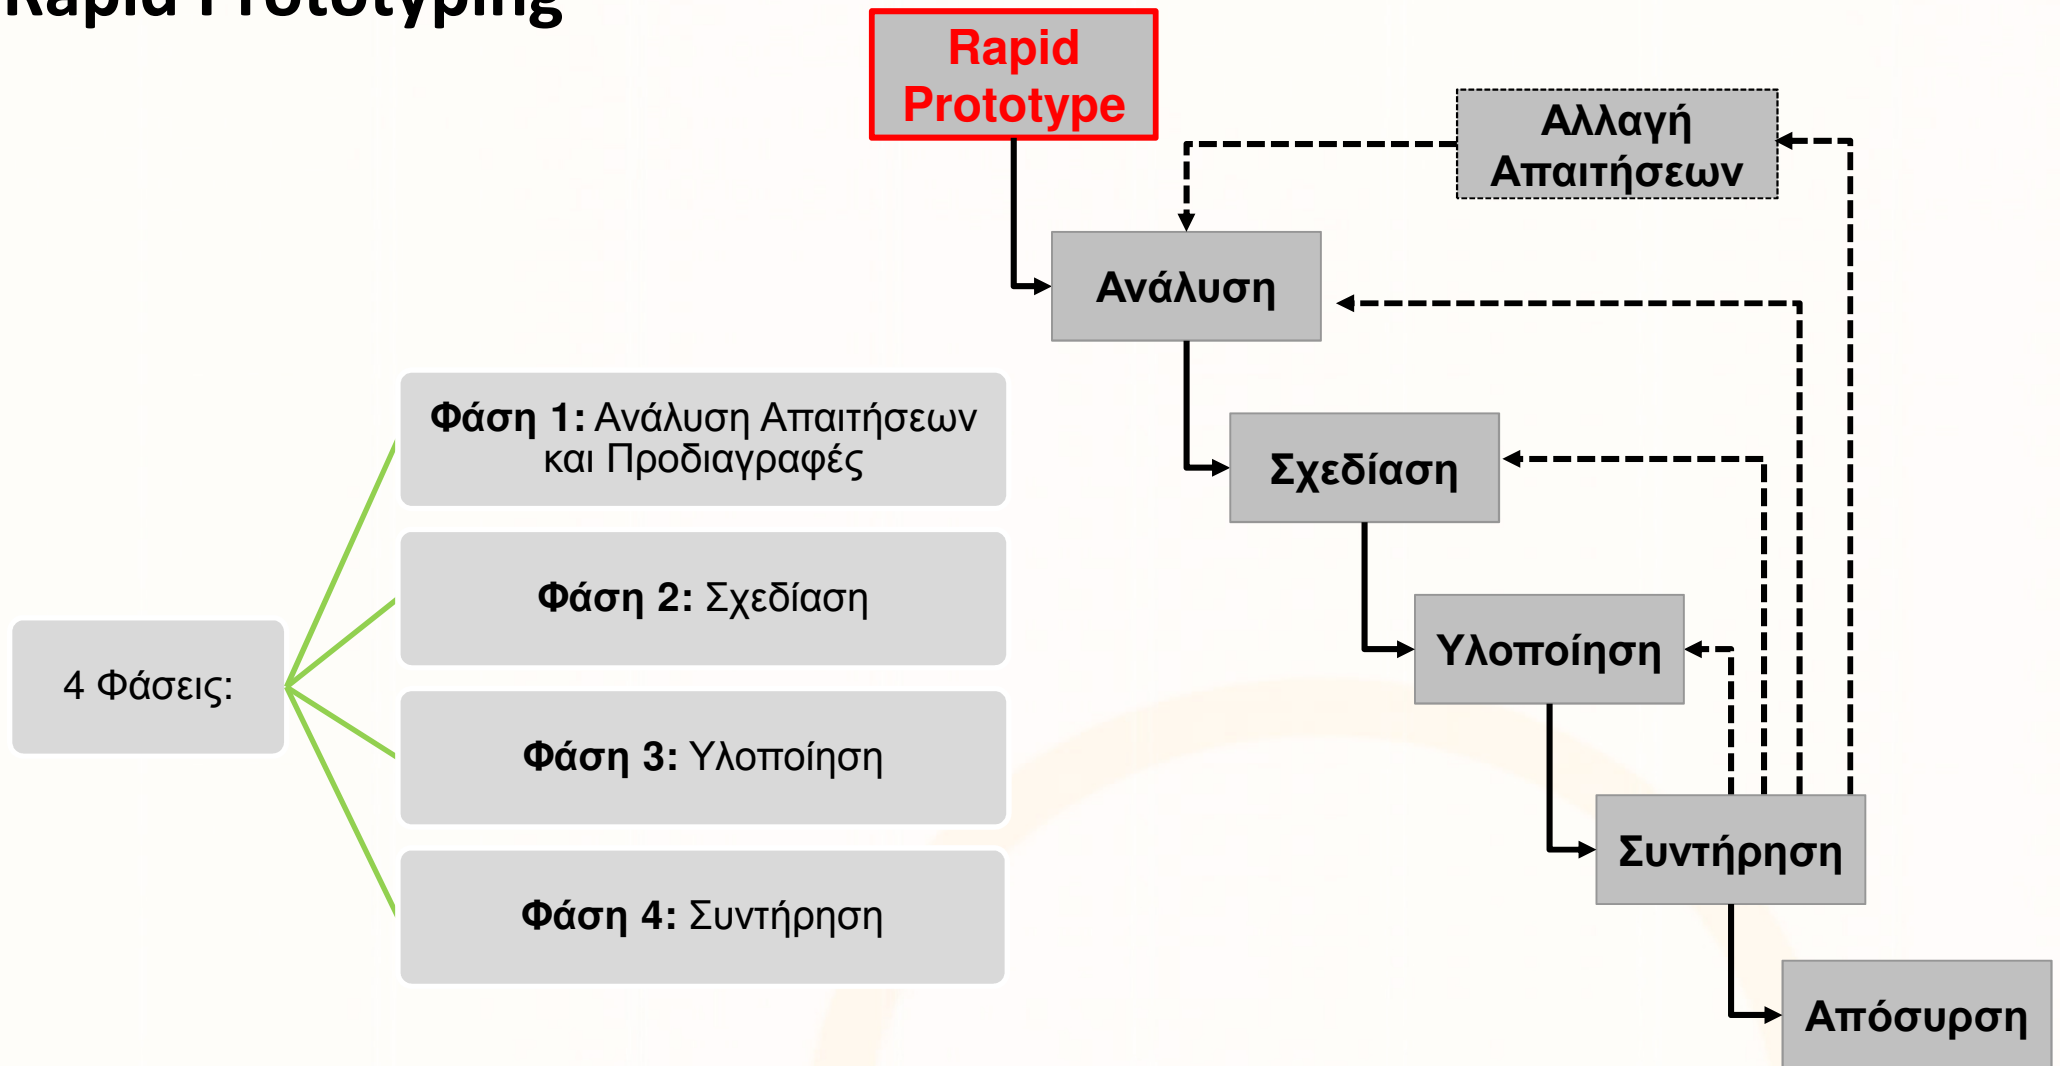 Rapid Prototyping
Rapid
Prototype
Αλλαγή
Απαιτήσεων
Ανάλυση
Σχεδίαση
Υλοποίηση
Συντήρηση
Απόσυρση
4 Φάσεις:
Φάση 1: Ανάλυση Απαιτήσεων
και Προδιαγραφές
Φάση 2: Σχεδίαση
Φάση 3: Υλοποίηση
Φάση 4: Συντήρηση